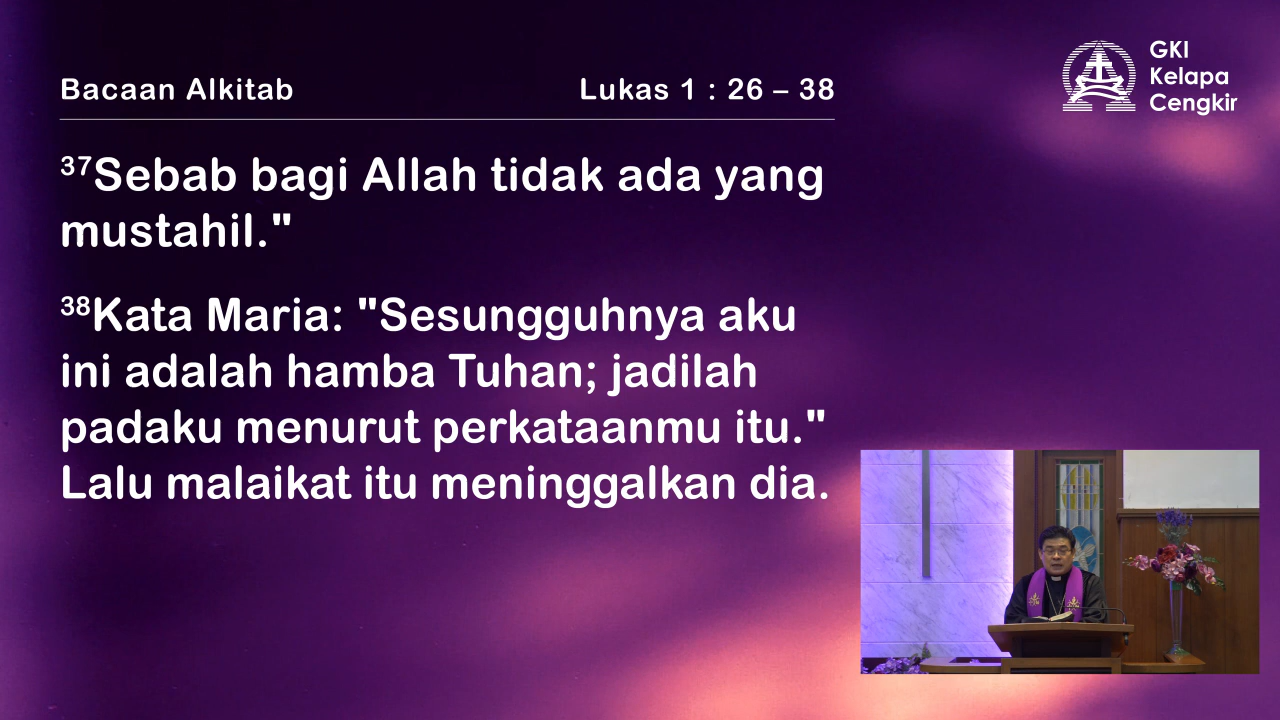 Bacaan Alkitab
Lukas 1 : 26 – 38
GKI
Kelapa
Cengkir
³⁷Sebab bagi Allah tidak ada yang
mustahil."
³⁸Kata Maria: "Sesungguhnya aku
ini adalah hamba Tuhan; jadilah
padaku menurut perkataanmu itu."
Lalu malaikat itu meninggalkan dia.